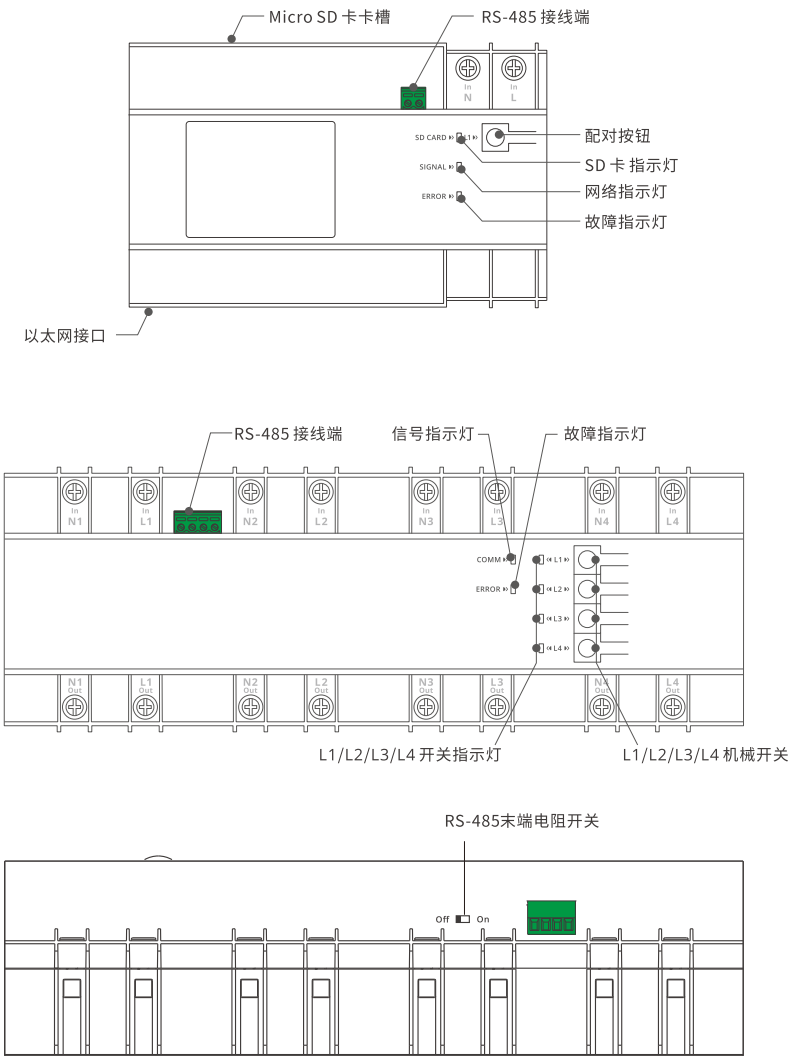 Micro SD 卡卡槽
RS-485 接线端
In
N
In
L
SD CARD
L1
配对按钮
SD 卡 指示灯
SIGNAL
网络指示灯
ERROR
故障指示灯
以太网接口
RS-485 接线端
信号指示灯
故障指示灯
In
N1
In
L1
In
N2
In
L2
In
N3
In
L3
In
N4
In
L4
COMM
L1
ERROR
L2
L3
L4
N1
Out
L1
Out
N2
Out
L2
Out
N3
Out
L3
Out
N4
Out
L4
Out
L1/L2/L3/L4 开关指示灯
L1/L2/L3/L4 机械开关
RS-485末端电阻开关
Off
On